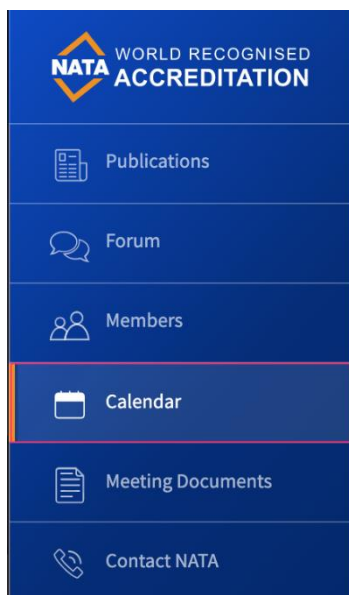 NATA
WORLD RECOGNISED
ACCREDITATION
Publications
Forum
Members
Calendar
Meeting Documents
Contact NATA